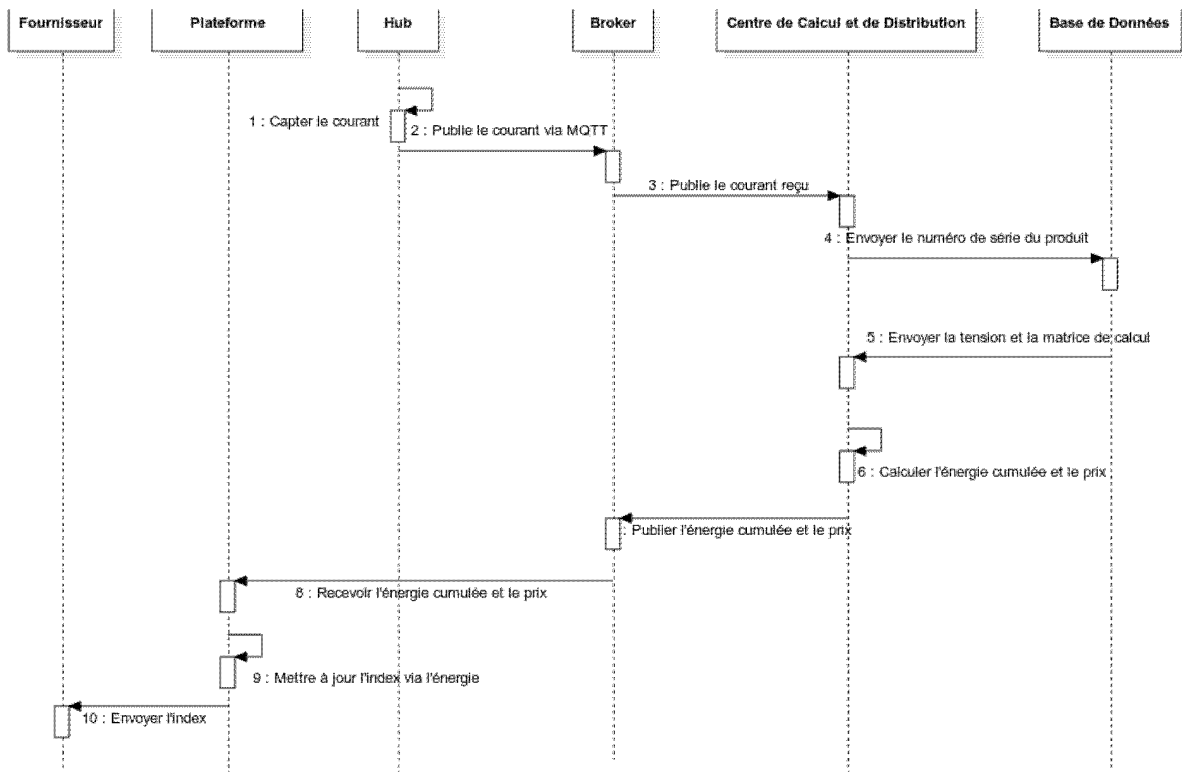 Fournisseur
Plateforme
Hub
Broker
Centre de Calcul et de Distribution
Base de Données
1 : Capter le courant
2 : Publie le courant via MQTT
3 : Publie le courant reçu
4 : Envoyer le numéro de série du produit
5 : Envoyer la tension et la matrice de calcul
6 : Calculer l'énergie cumulée et le prix
: Publier l'énergie cumulée et le prix
8 : Recevoir l'énergie cumulée et le prix
9 : Mettre à jour l'index via l'énergie
10 : Envoyer l'index